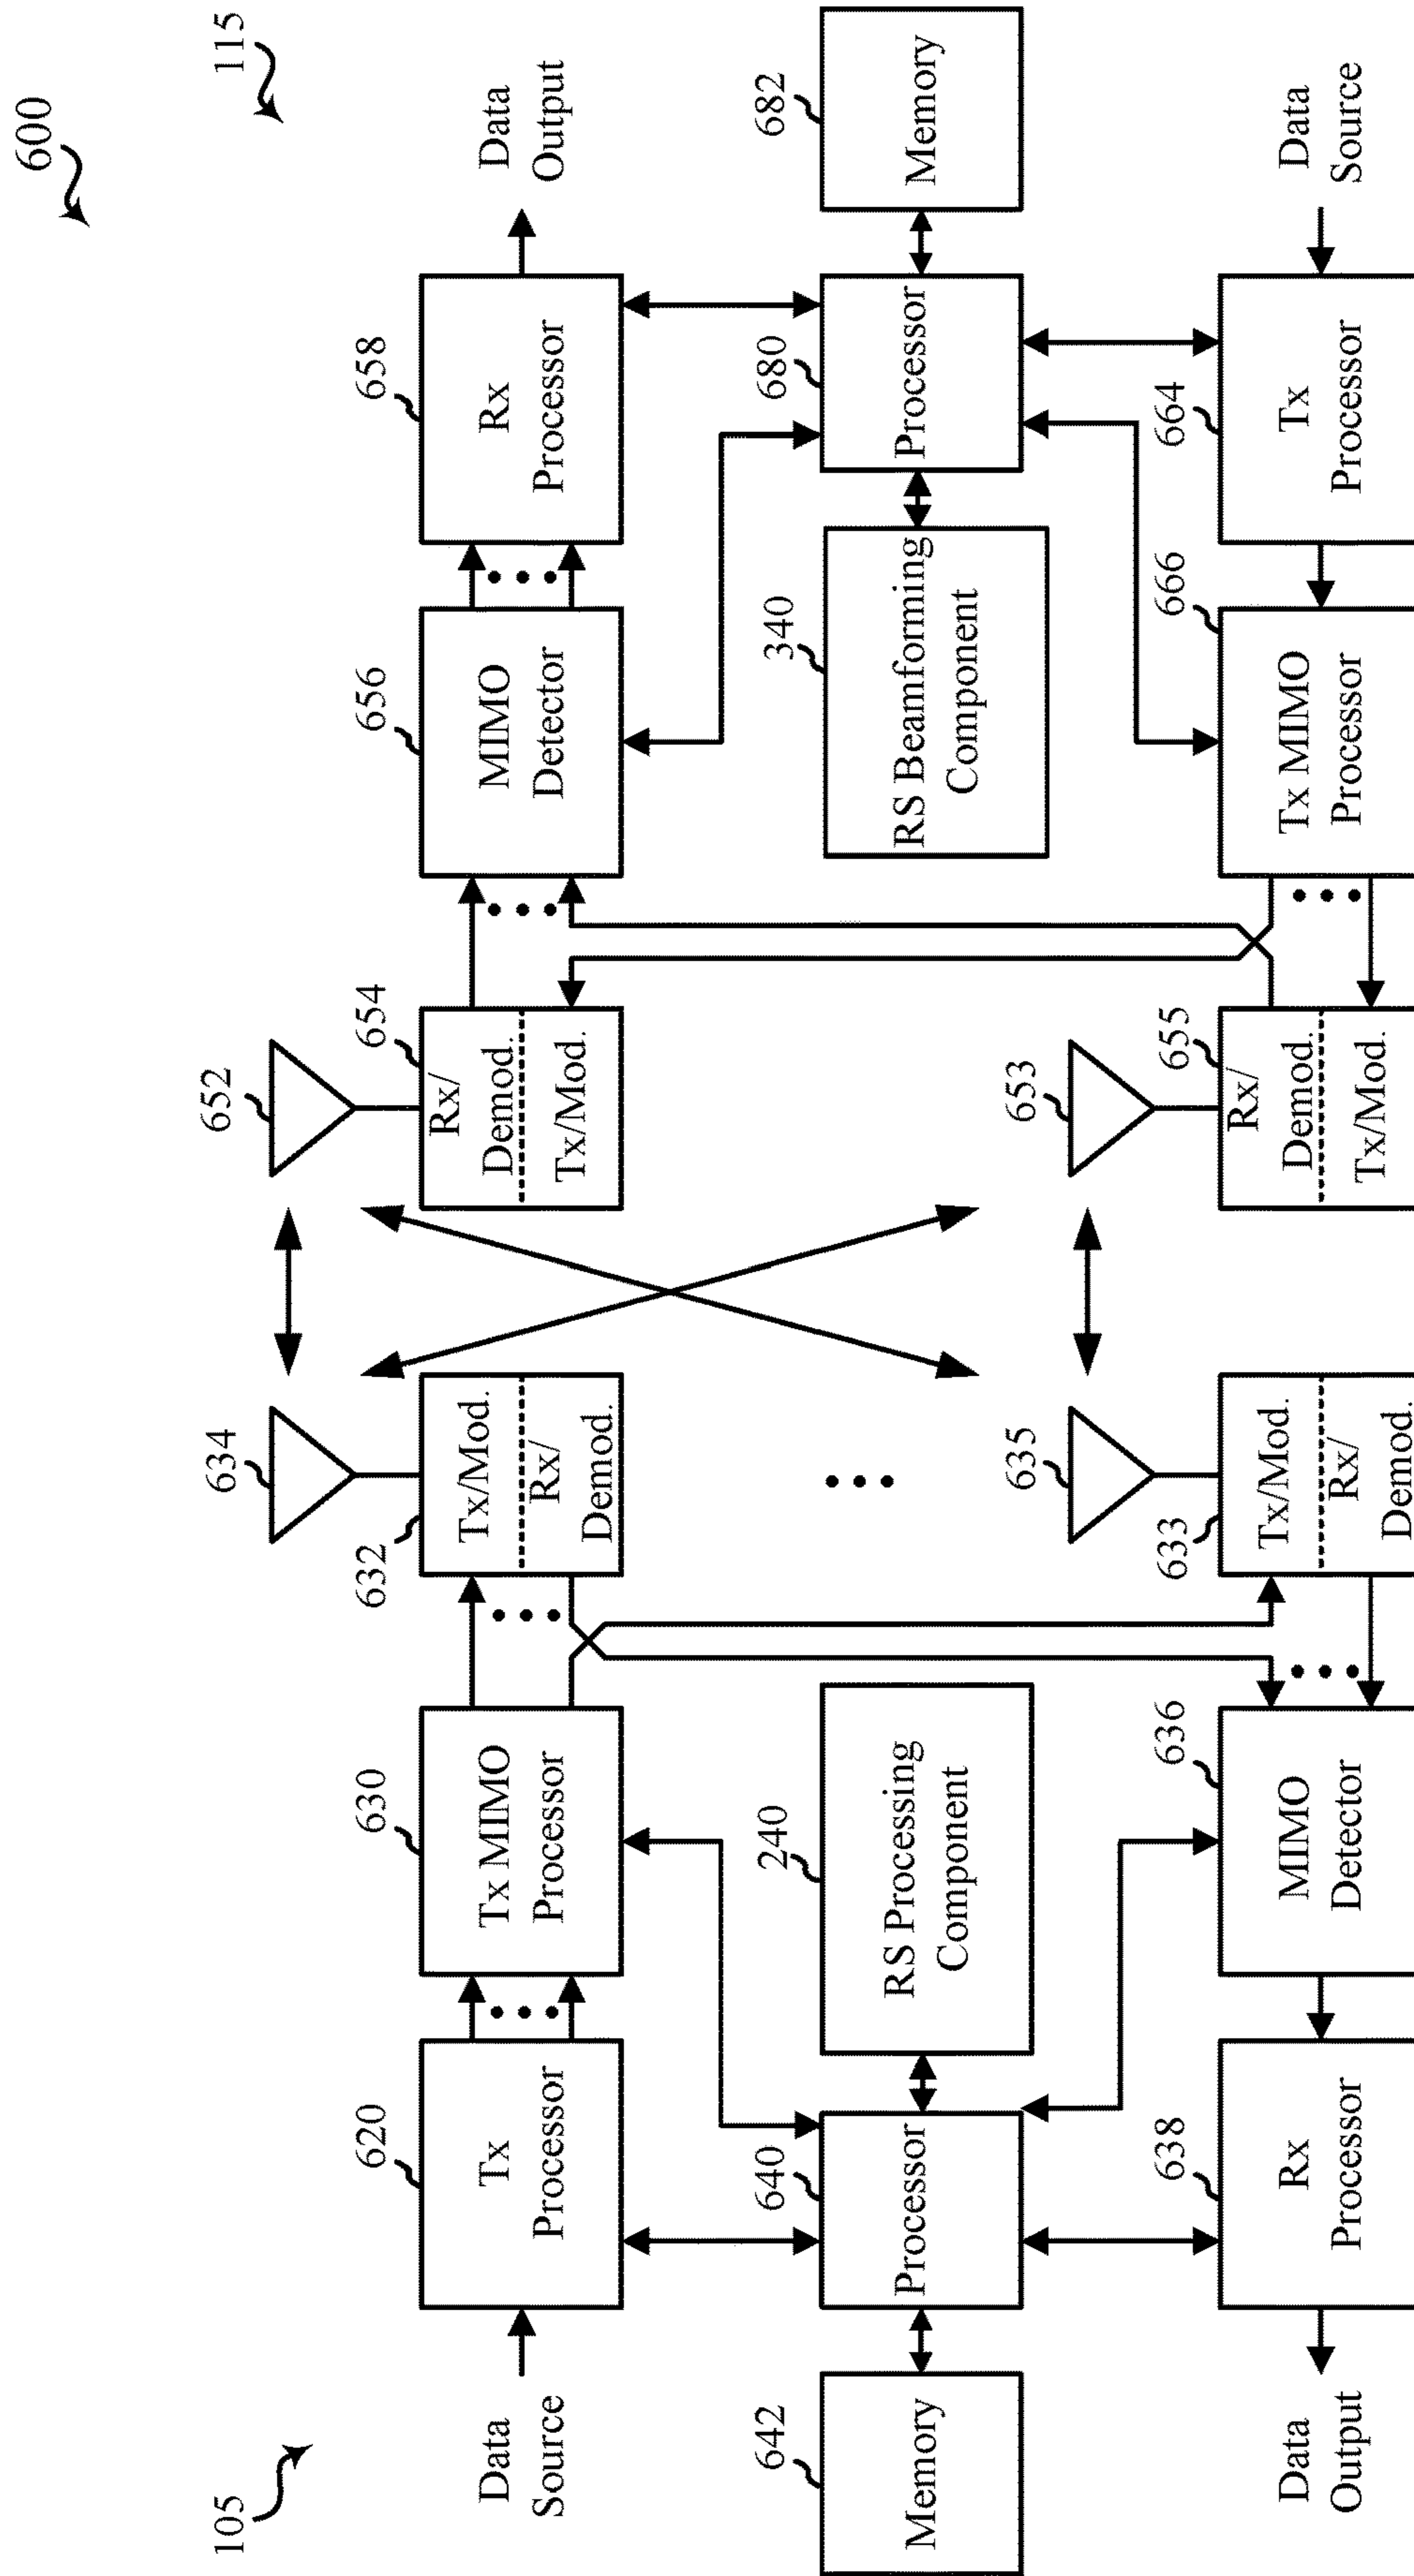 600
105
115
634
652
620
630
632
654
656
658
Data
Source
Tx
Processor
Tx MIMO
Processor
Tx/Mod.
Rx/
Demod.
Rx/
Demod.
Tx/Mod.
MIMO
Detector
Rx
Processor
Data
Output
642
640
240
340
680
682
Memory
Processor
RS Processing
Component
RS Beamforming
Component
Processor
Memory
635
653
638
636
633
655
666
664
Data
Output
Rx
Processor
MIMO
Detector
Tx/Mod.
Rx/
Demod.
Rx/
Demod.
Tx/Mod.
Tx MIMO
Processor
Tx
Processor
Data
Source